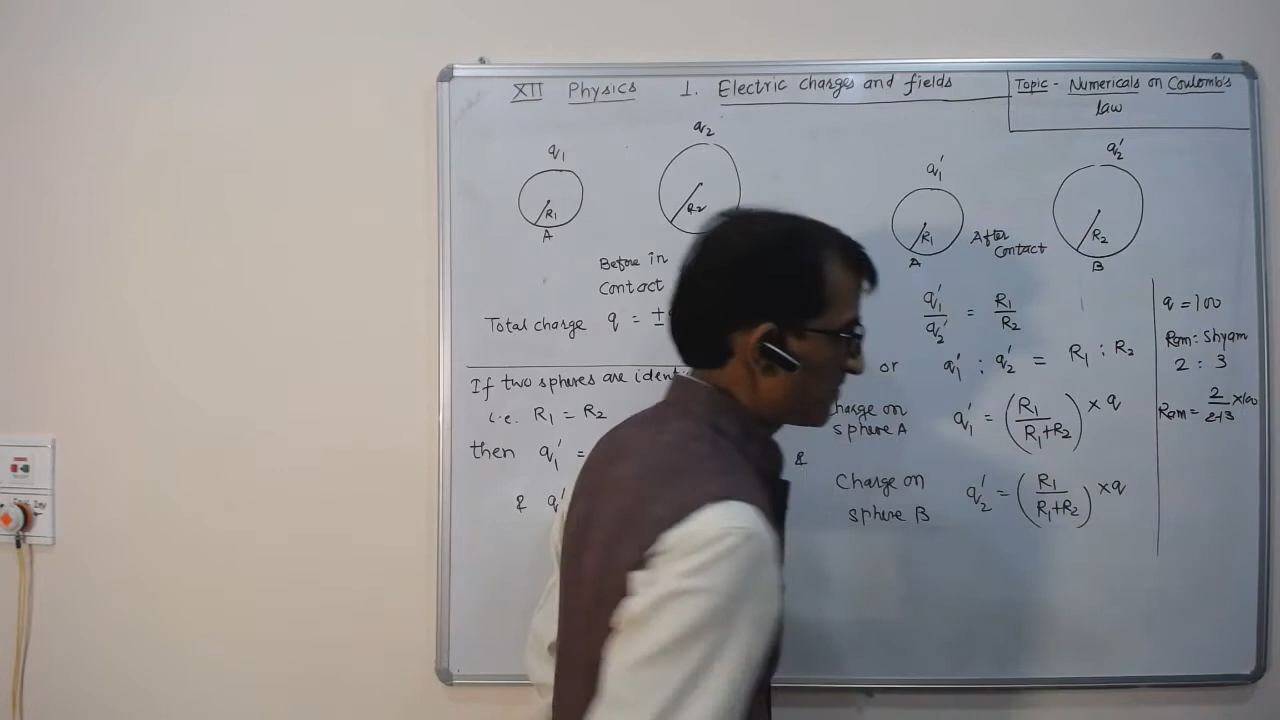 XII Physics 1. Electric charges and fields
Topic - Numericals on Coulomb's
law
q1
q2
R1
A
R2
Before in
contact
Total charge q = ±
q1'
q2'
R1
A
After
contact
R2
B
q1' / q2' = R1 / R2
or q1' : q2' = R1 : R2
If two spheres are
i.e. R1 = R2
then q1' =
&
Charge on
sphere A q1' = (R1 / R1+R2) × q
&
Charge on
sphere B q2' = (R1 / R1+R2) × q
q = 100
Ram : Shyam
2 : 3
Ram = 2 / 2+3 × 100